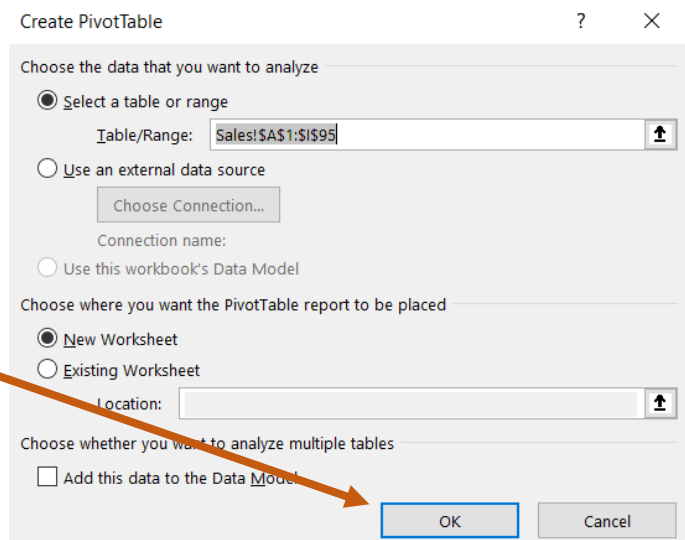 Create PivotTable ?
Choose the data that you want to analyze
Select a table or range
Table/Range: Sales!$A$1:$I$95
Use an external data source
Choose Connection...
Connection name:
Use this workbook's Data Model
Choose where you want the PivotTable report to be placed
New Worksheet
Existing Worksheet
Location:
Choose whether you want to analyze multiple tables
Add this data to the Data Model
OK Cancel